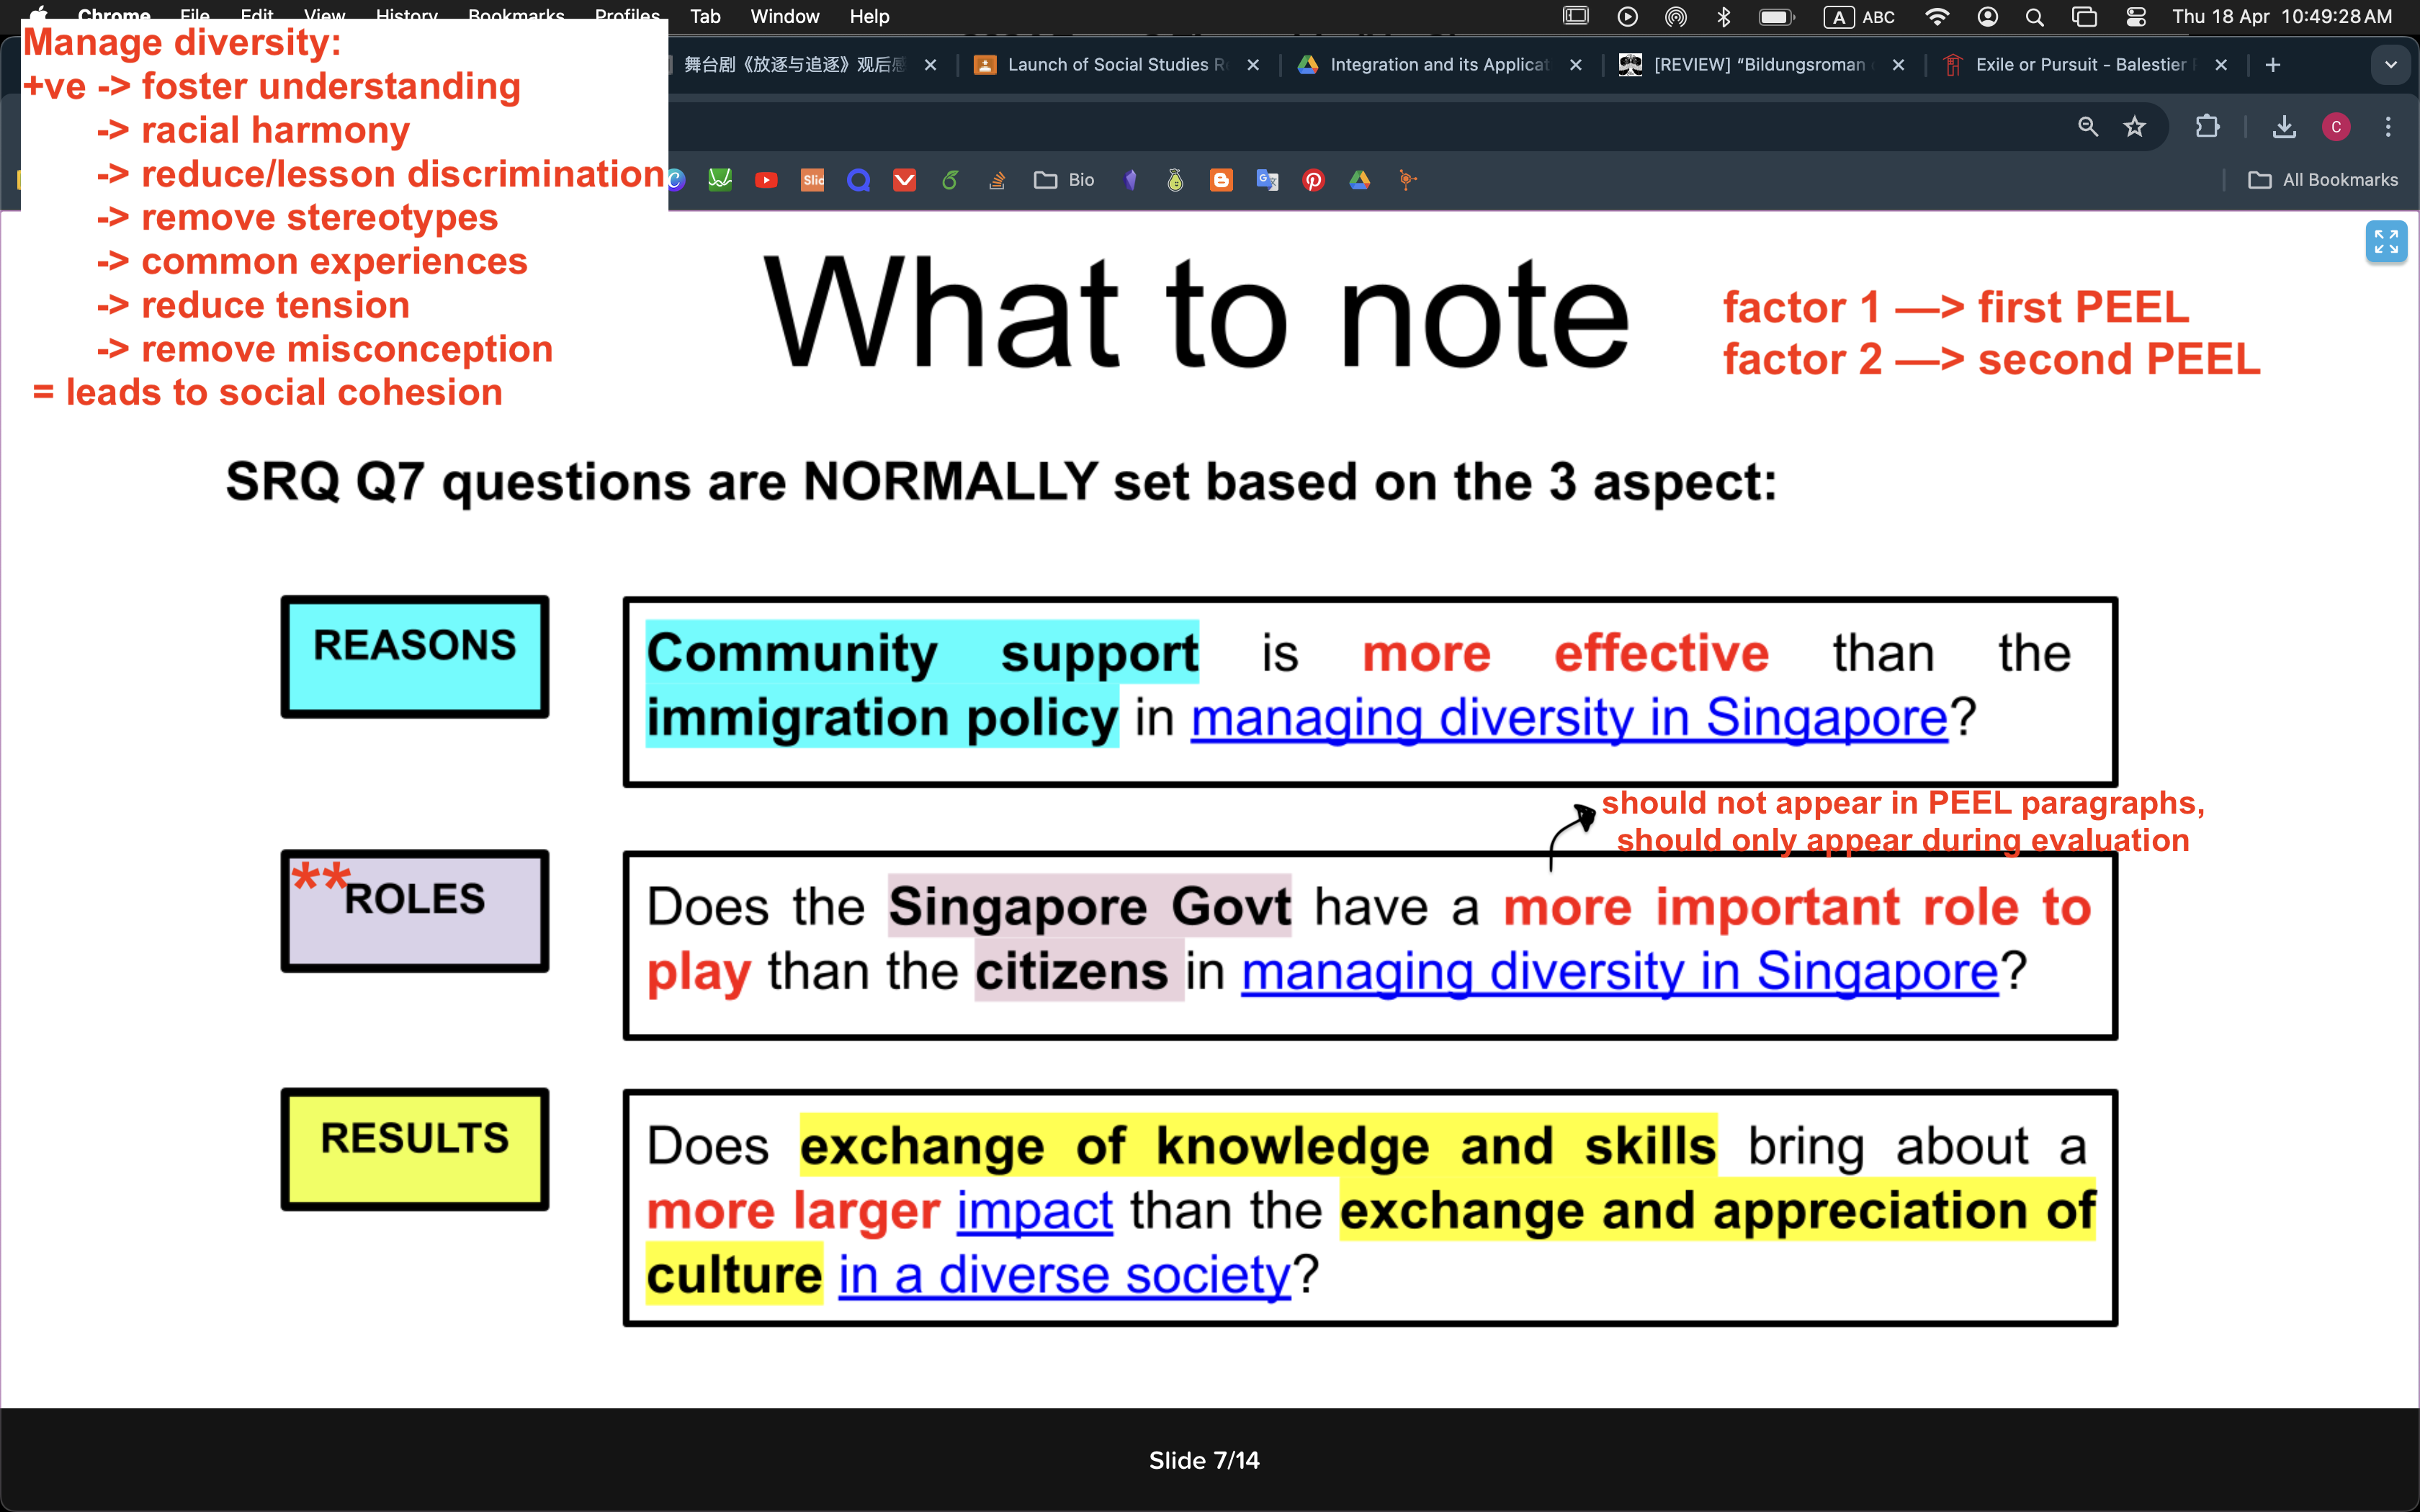 Chrome File Edit View History Bookmarks Profiles Tab Window Help
A ABC Thu 18 Apr 10:49:28 AM
舞台剧《放逐与追逐》观后感
Launch of Social Studies R
Integration and its Applicat
[REVIEW] “Bildungsroman
Exile or Pursuit - Balestier
C
Slic
Bio
All Bookmarks
Manage diversity:
+ve -> foster understanding
-> racial harmony
-> reduce/lesson discrimination
-> remove stereotypes
-> common experiences
-> reduce tension
-> remove misconception
= leads to social cohesion
What to note
factor 1 —> first PEEL
factor 2 —> second PEEL
SRQ Q7 questions are NORMALLY set based on the 3 aspect:
REASONS
Community support is more effective than the
immigration policy in managing diversity in Singapore?
should not appear in PEEL paragraphs,
should only appear during evaluation
**ROLES
Does the Singapore Govt have a more important role to
play than the citizens in managing diversity in Singapore?
RESULTS
Does exchange of knowledge and skills bring about a
more larger impact than the exchange and appreciation of
culture in a diverse society?
Slide 7/14